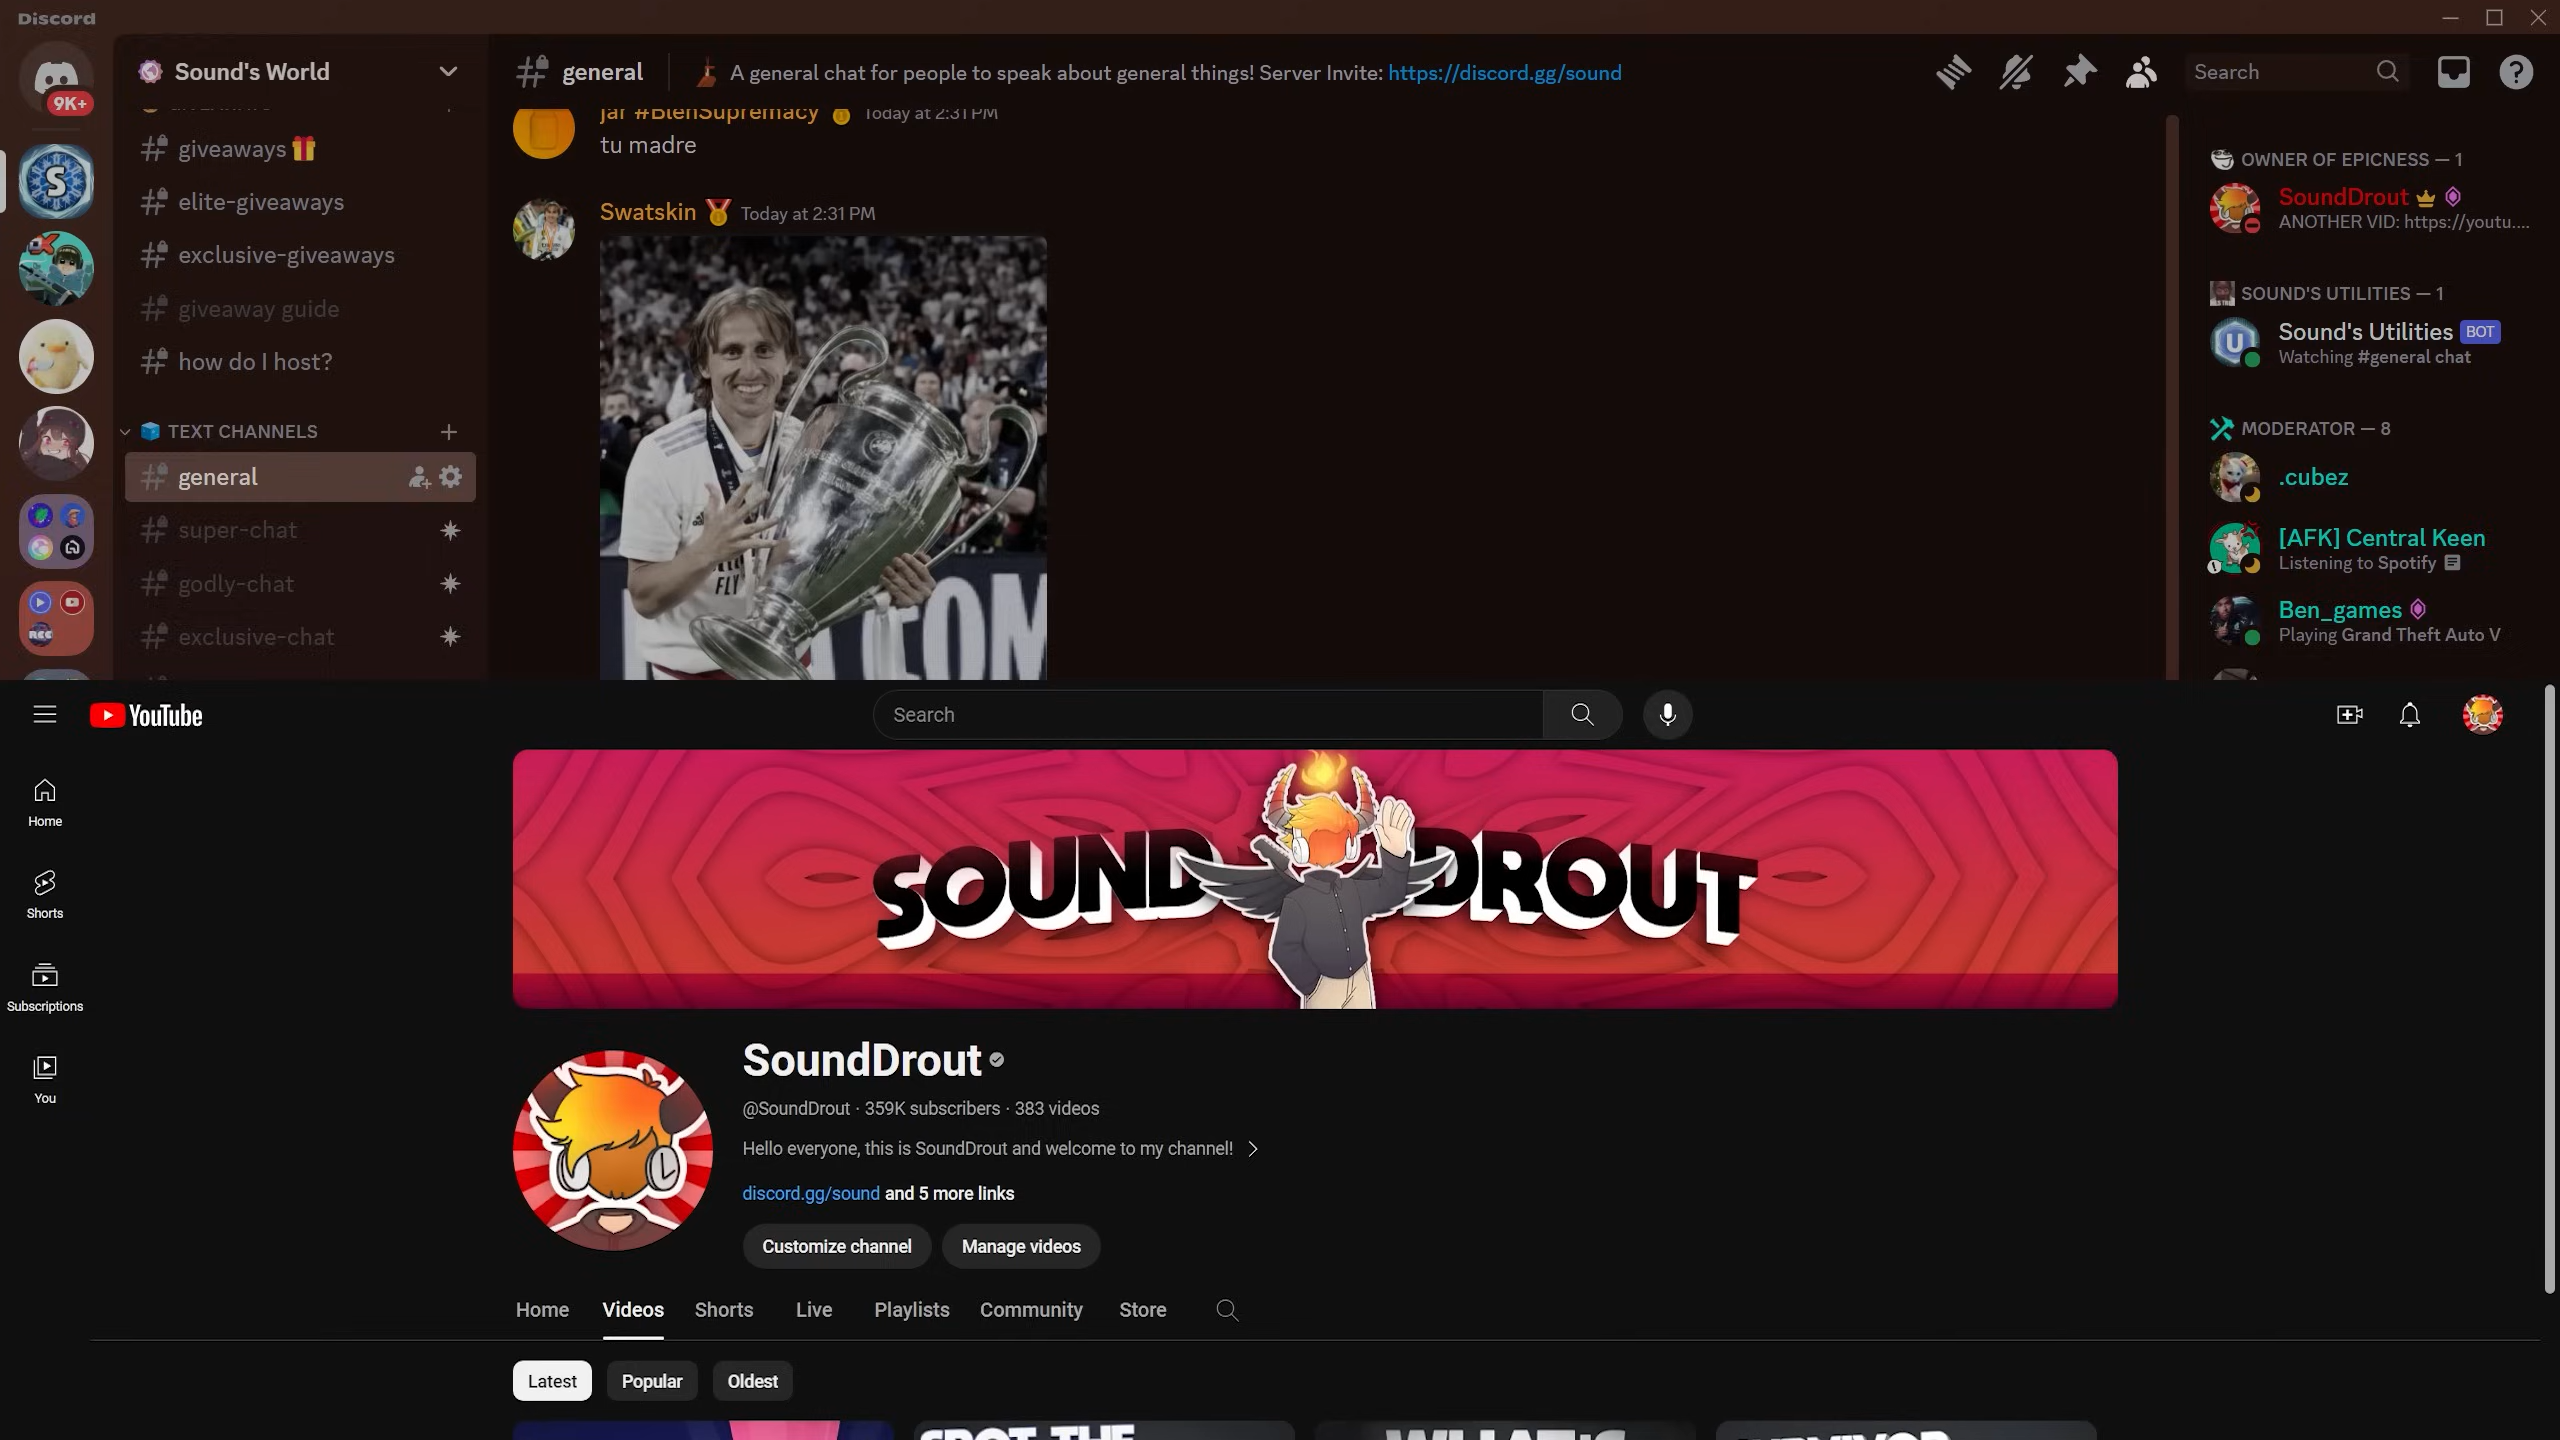 Discord
9K+
Sound's World
giveaways
elite-giveaways
exclusive-giveaways
giveaway guide
how do I host?
TEXT CHANNELS
general
super-chat
godly-chat
exclusive-chat
general
A general chat for people to speak about general things! Server Invite: https://discord.gg/sound
Search
jar #BlenSupremacy Today at 2:31 PM
tu madre
Swatskin Today at 2:31 PM
FLY
OWNER OF EPICNESS — 1
SoundDrout
ANOTHER VID: https://youtu....
SOUND'S UTILITIES — 1
Sound's Utilities BOT
Watching #general chat
MODERATOR — 8
.cubez
[AFK] Central Keen
Listening to Spotify
Ben_games
Playing Grand Theft Auto V
YouTube
Search
Home
Shorts
Subscriptions
You
SOUND DROUT
SoundDrout
@SoundDrout · 359K subscribers · 383 videos
Hello everyone, this is SoundDrout and welcome to my channel!
discord.gg/sound and 5 more links
Customize channel Manage videos
Home Videos Shorts Live Playlists Community Store
Latest Popular Oldest
SPOT THE
WHAT'S
SURVIVOR